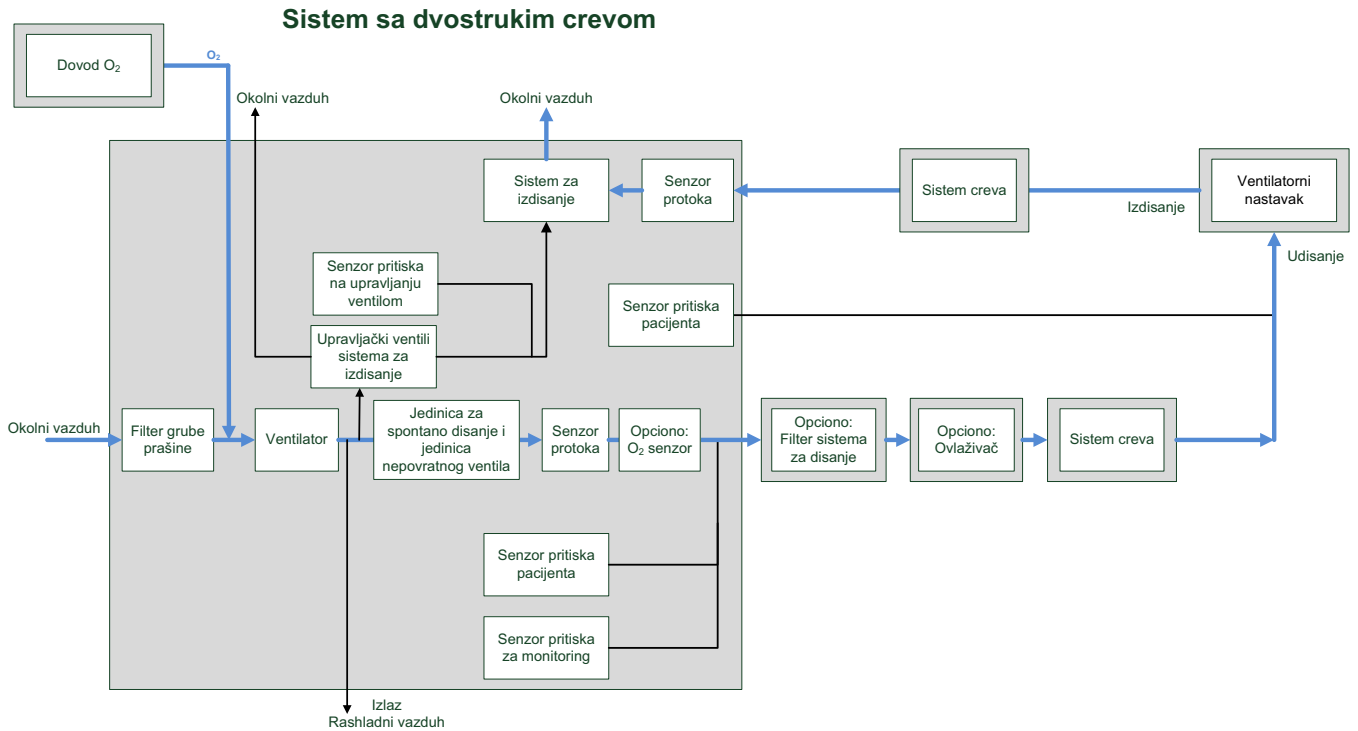 Sistem sa dvostrukim crevom
Dovod O₂
O₂
Okolni vazduh
Okolni vazduh
Sistem za
izdisanje
Senzor
protoka
Sistem creva
Izdisanje
Ventilatorni
nastavak
Udisanje
Senzor pritiska
na upravljanju
ventilom
Senzor pritiska
pacijenta
Upravljački ventili
sistema za
izdisanje
Okolni vazduh
Filter grube
prašine
Ventilator
Jedinica za
spontano disanje i
jedinica
nepovratnog ventila
Senzor
protoka
Opciono:
O₂ senzor
Opciono:
Filter sistema
za disanje
Opciono:
Ovlaživač
Sistem creva
Senzor pritiska
pacijenta
Senzor pritiska
za monitoring
Izlaz
Rashladni vazduh